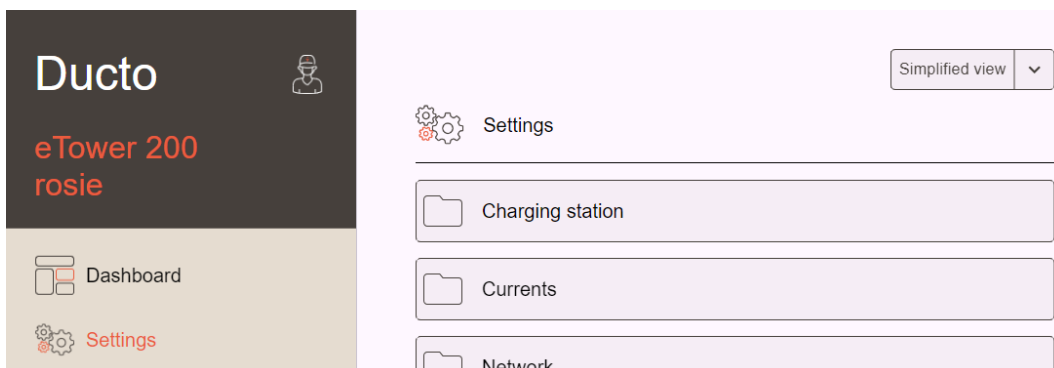 Ducto
eTower 200
rosie
Dashboard
Settings
Simplified view
Settings
Charging station
Currents
Network